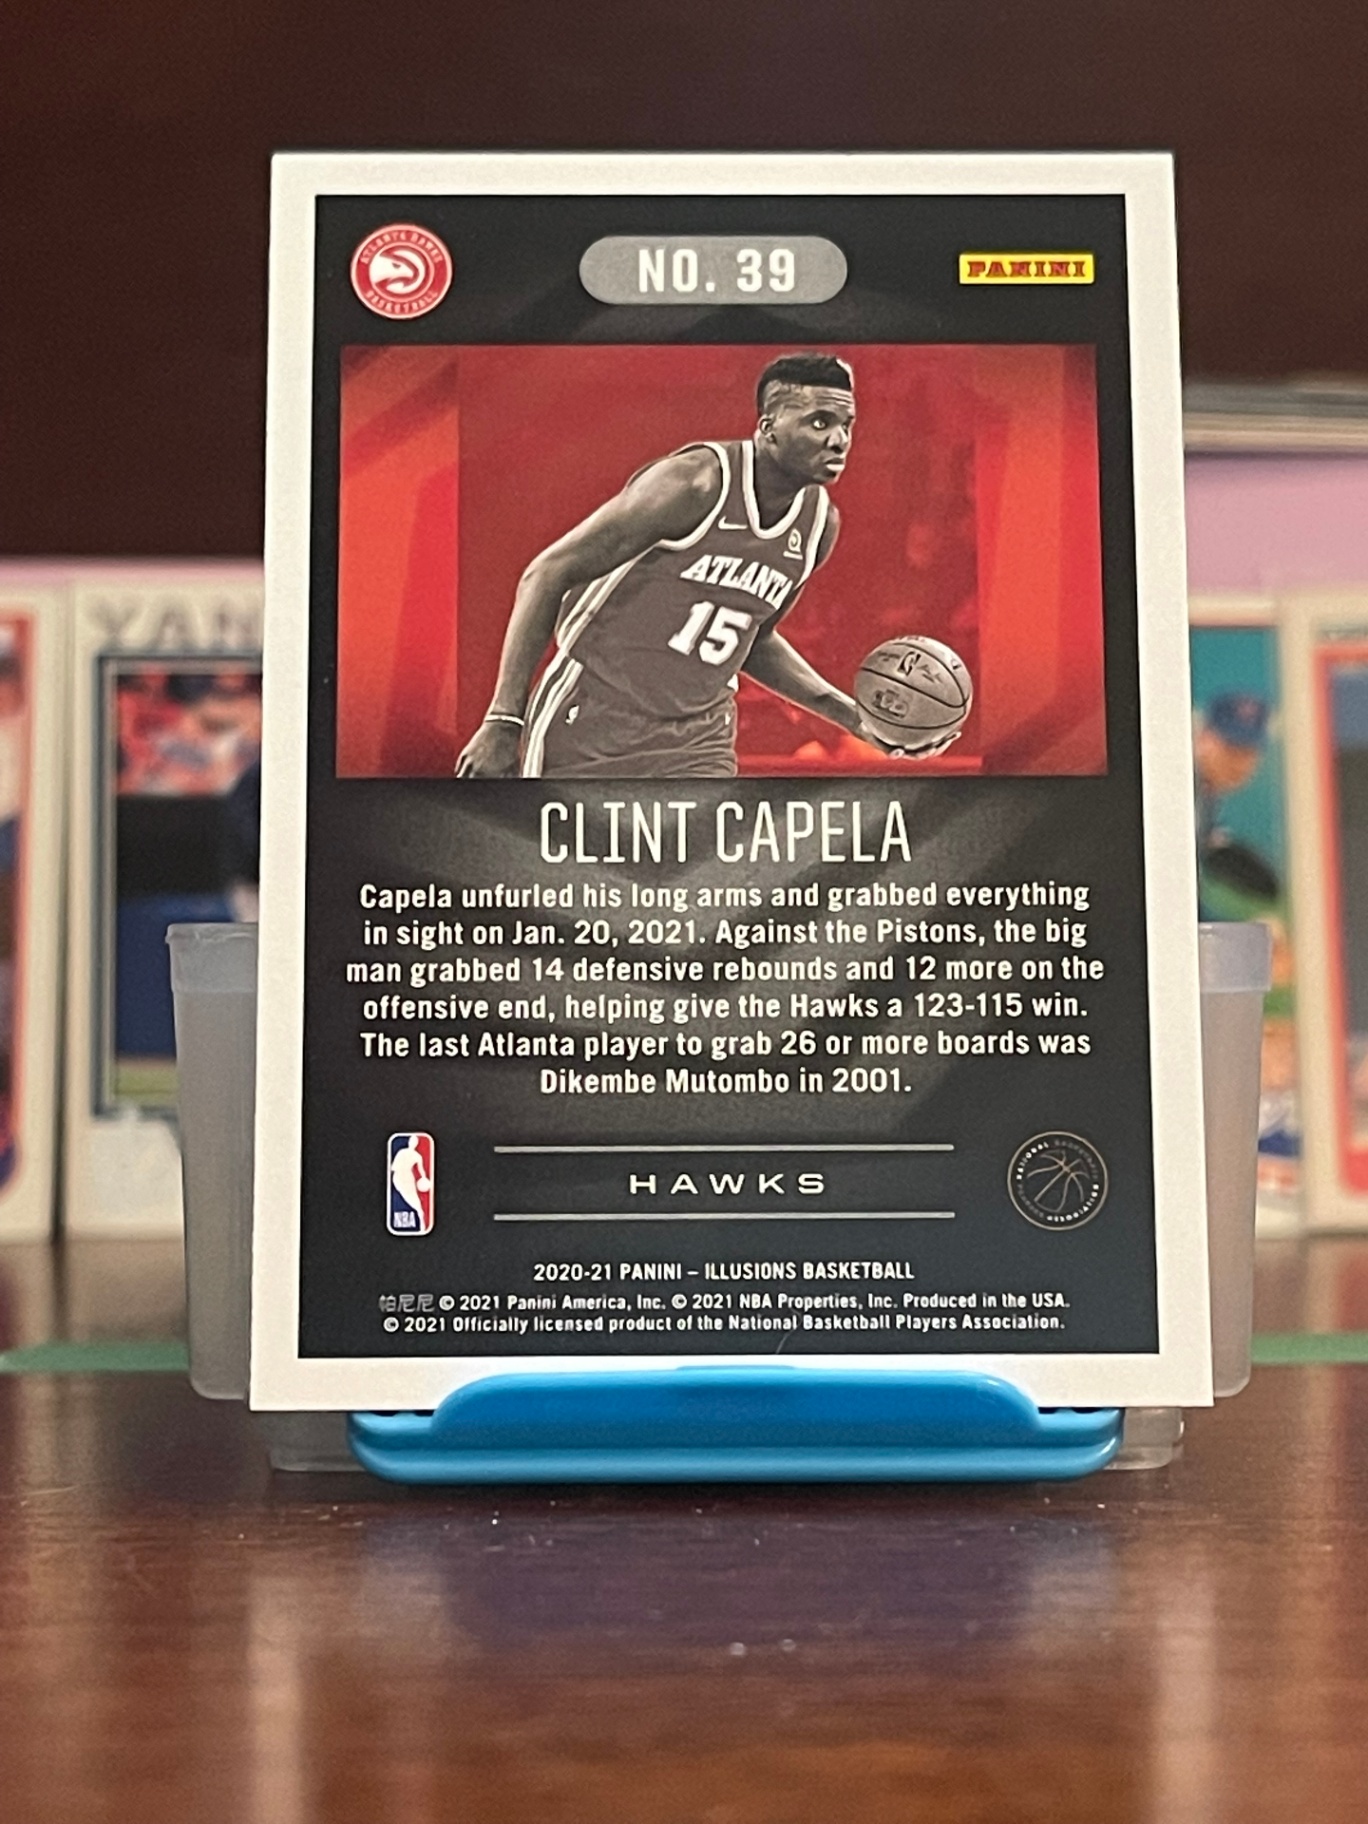 ATLANTA HAWKS
BASKETBALL
NO. 39
PANINI
ATLANTA
15
CLINT CAPELA
Capela unfurled his long arms and grabbed everything
in sight on Jan. 20, 2021. Against the Pistons, the big
man grabbed 14 defensive rebounds and 12 more on the
offensive end, helping give the Hawks a 123-115 win.
The last Atlanta player to grab 26 or more boards was
Dikembe Mutombo in 2001.
NBA
HAWKS
2020-21 PANINI – ILLUSIONS BASKETBALL
帕尼尼 © 2021 Panini America, Inc. © 2021 NBA Properties, Inc. Produced in the USA.
© 2021 Officially licensed product of the National Basketball Players Association.
YAN